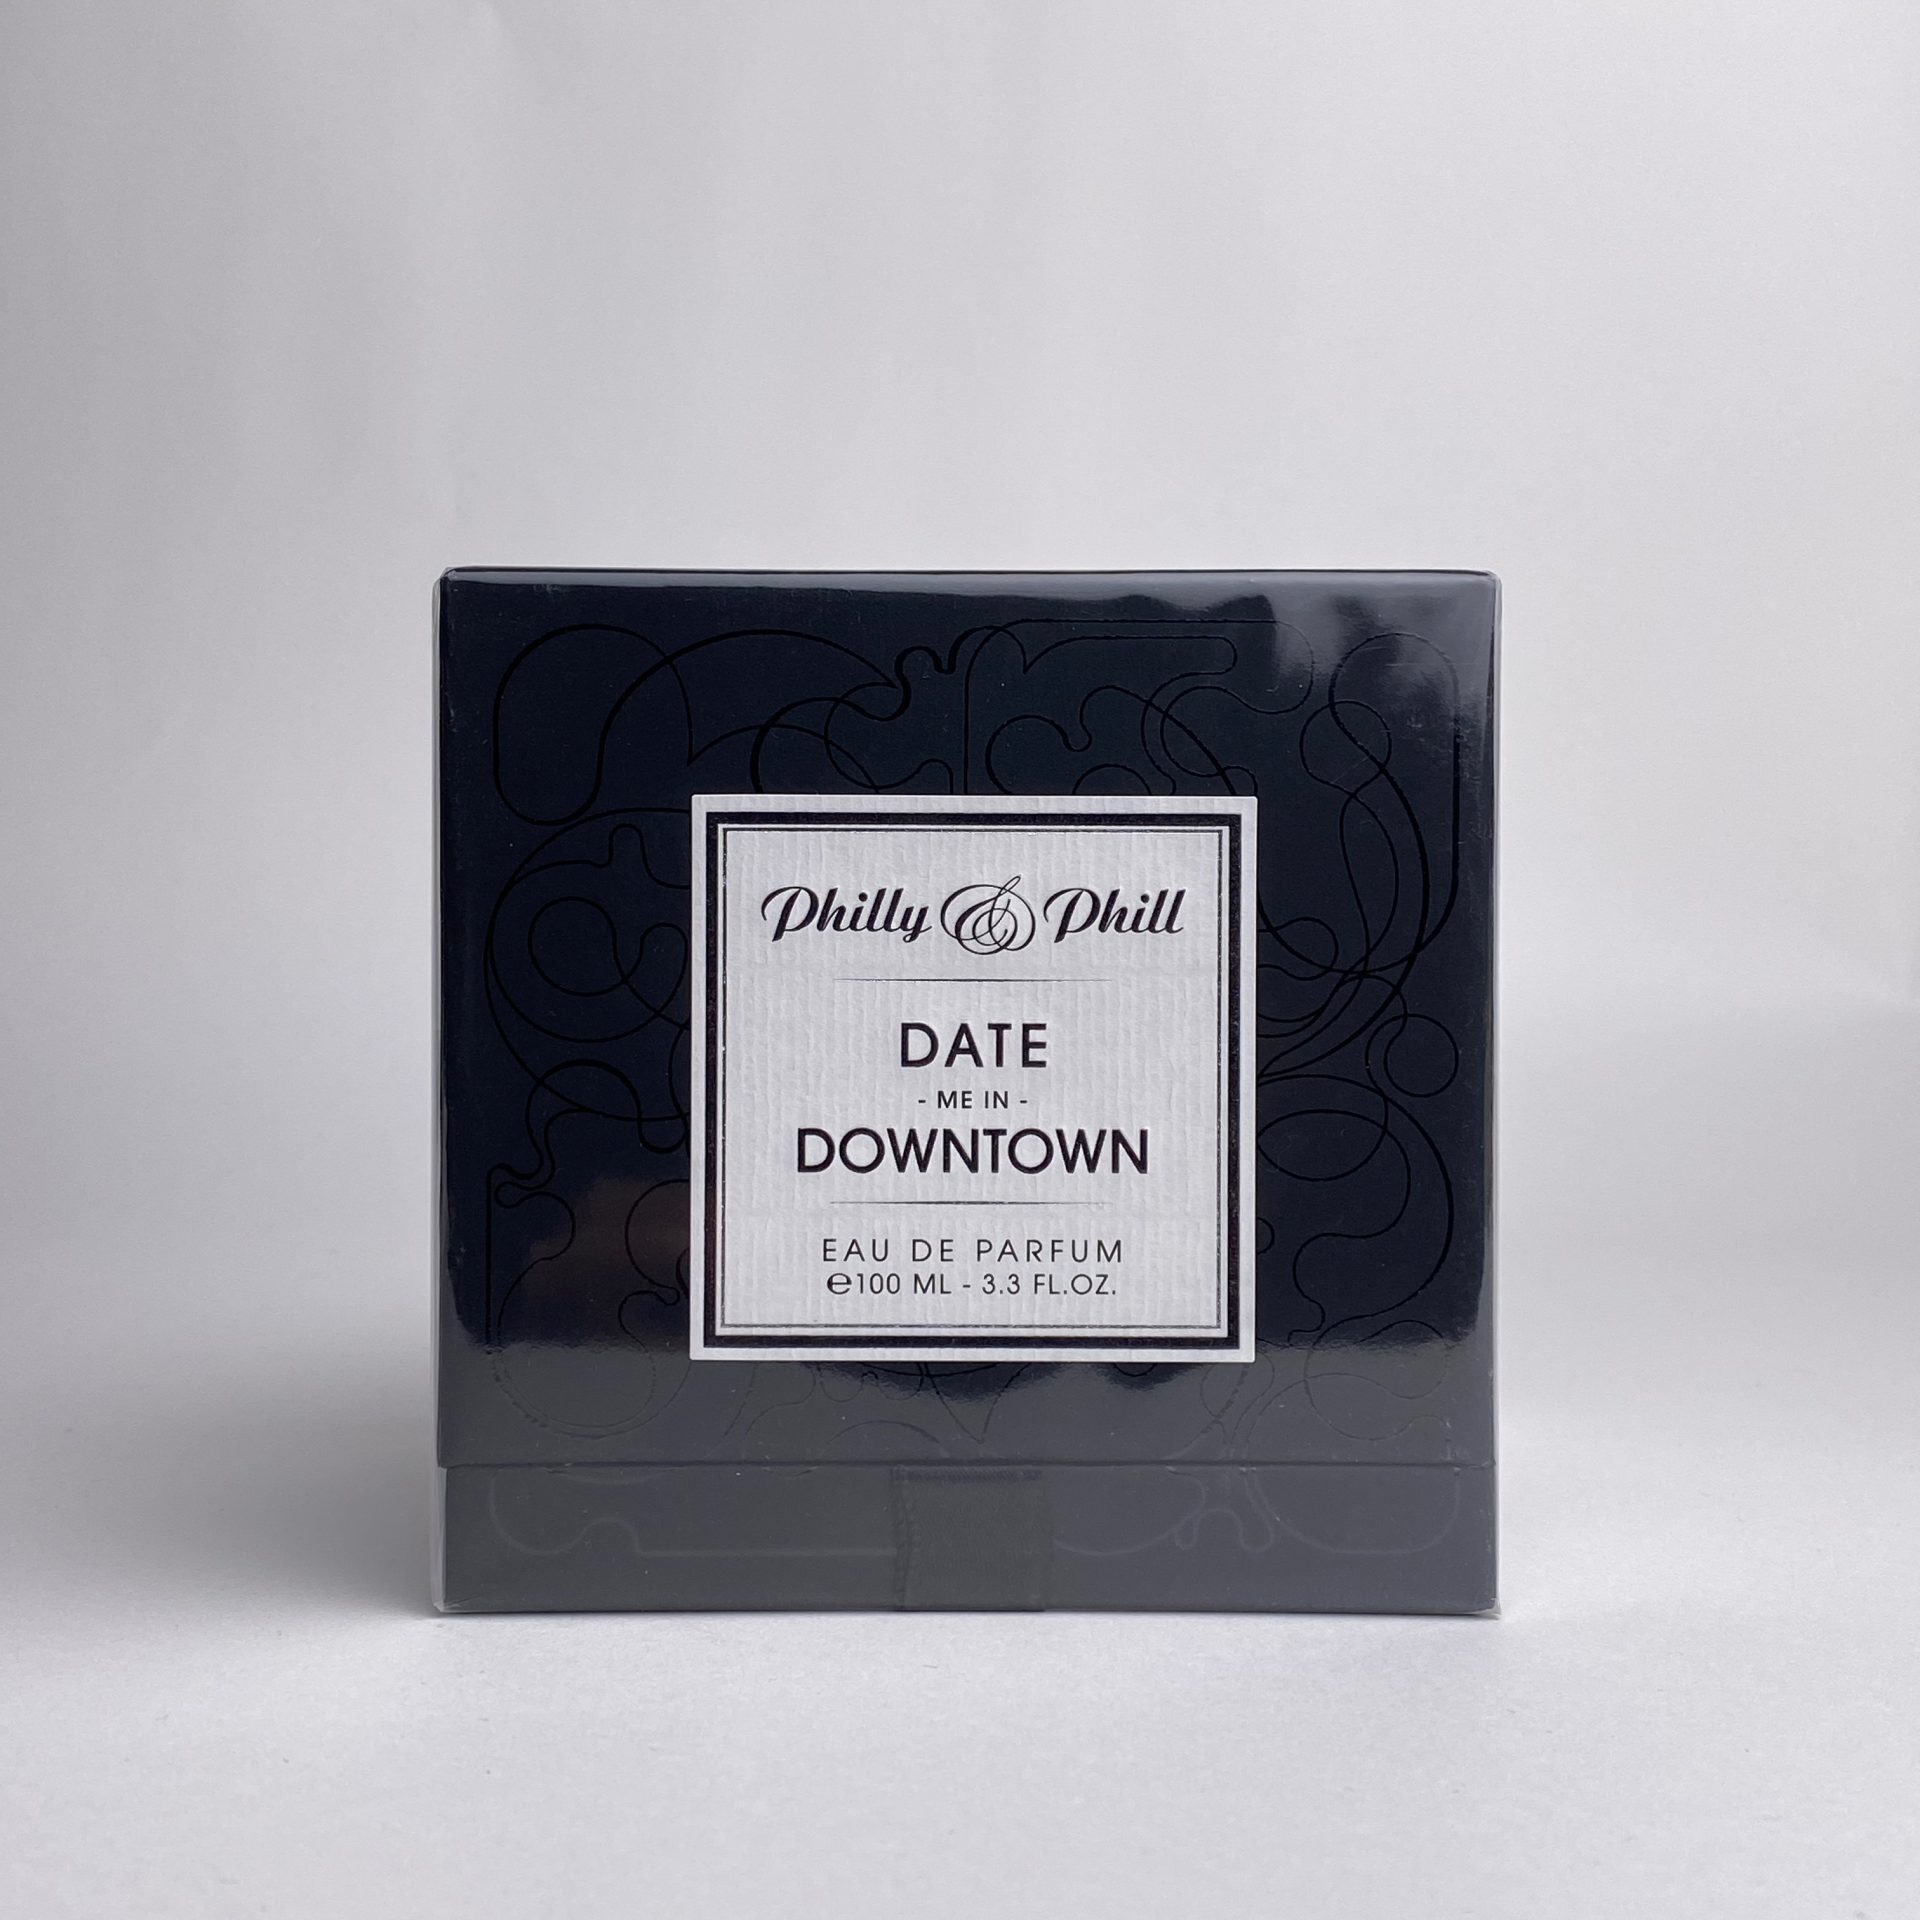 Philly & Phill
DATE
- ME IN -
DOWNTOWN
EAU DE PARFUM
℮100 ML - 3.3 FL.OZ.